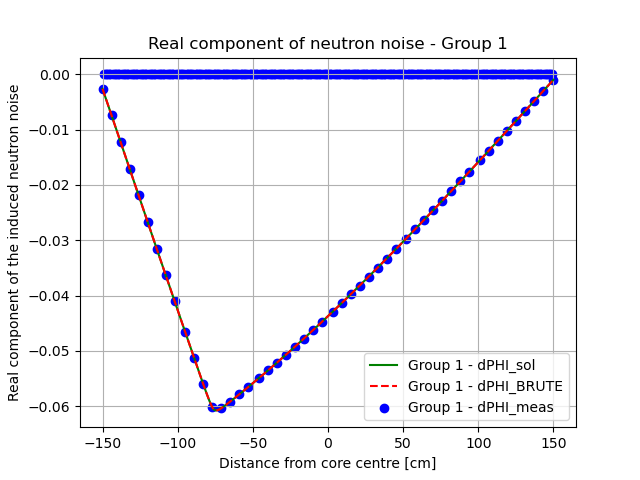 Real component of neutron noise - Group 1
Real component of the induced neutron noise
0.00
−0.01
−0.02
−0.03
−0.04
−0.05
−0.06
Group 1 - dPHI_sol
Group 1 - dPHI_BRUTE
Group 1 - dPHI_meas
−150
−100
−50
0
50
100
150
Distance from core centre [cm]